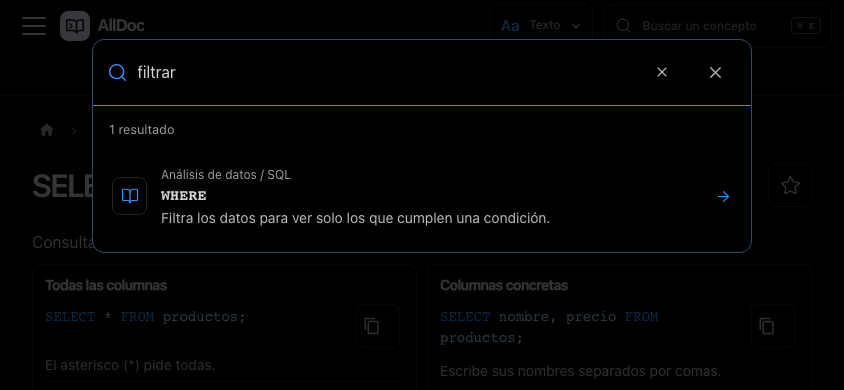 AllDoc
Aa Texto
Buscar un concepto
⌘ K
filtrar
1 resultado
Análisis de datos / SQL
WHERE
Filtra los datos para ver solo los que cumplen una condición.
SELE
Consulta
Todas las columnas
SELECT * FROM productos;
El asterisco (*) pide todas.
Columnas concretas
SELECT nombre, precio FROM
productos;
Escribe sus nombres separados por comas.